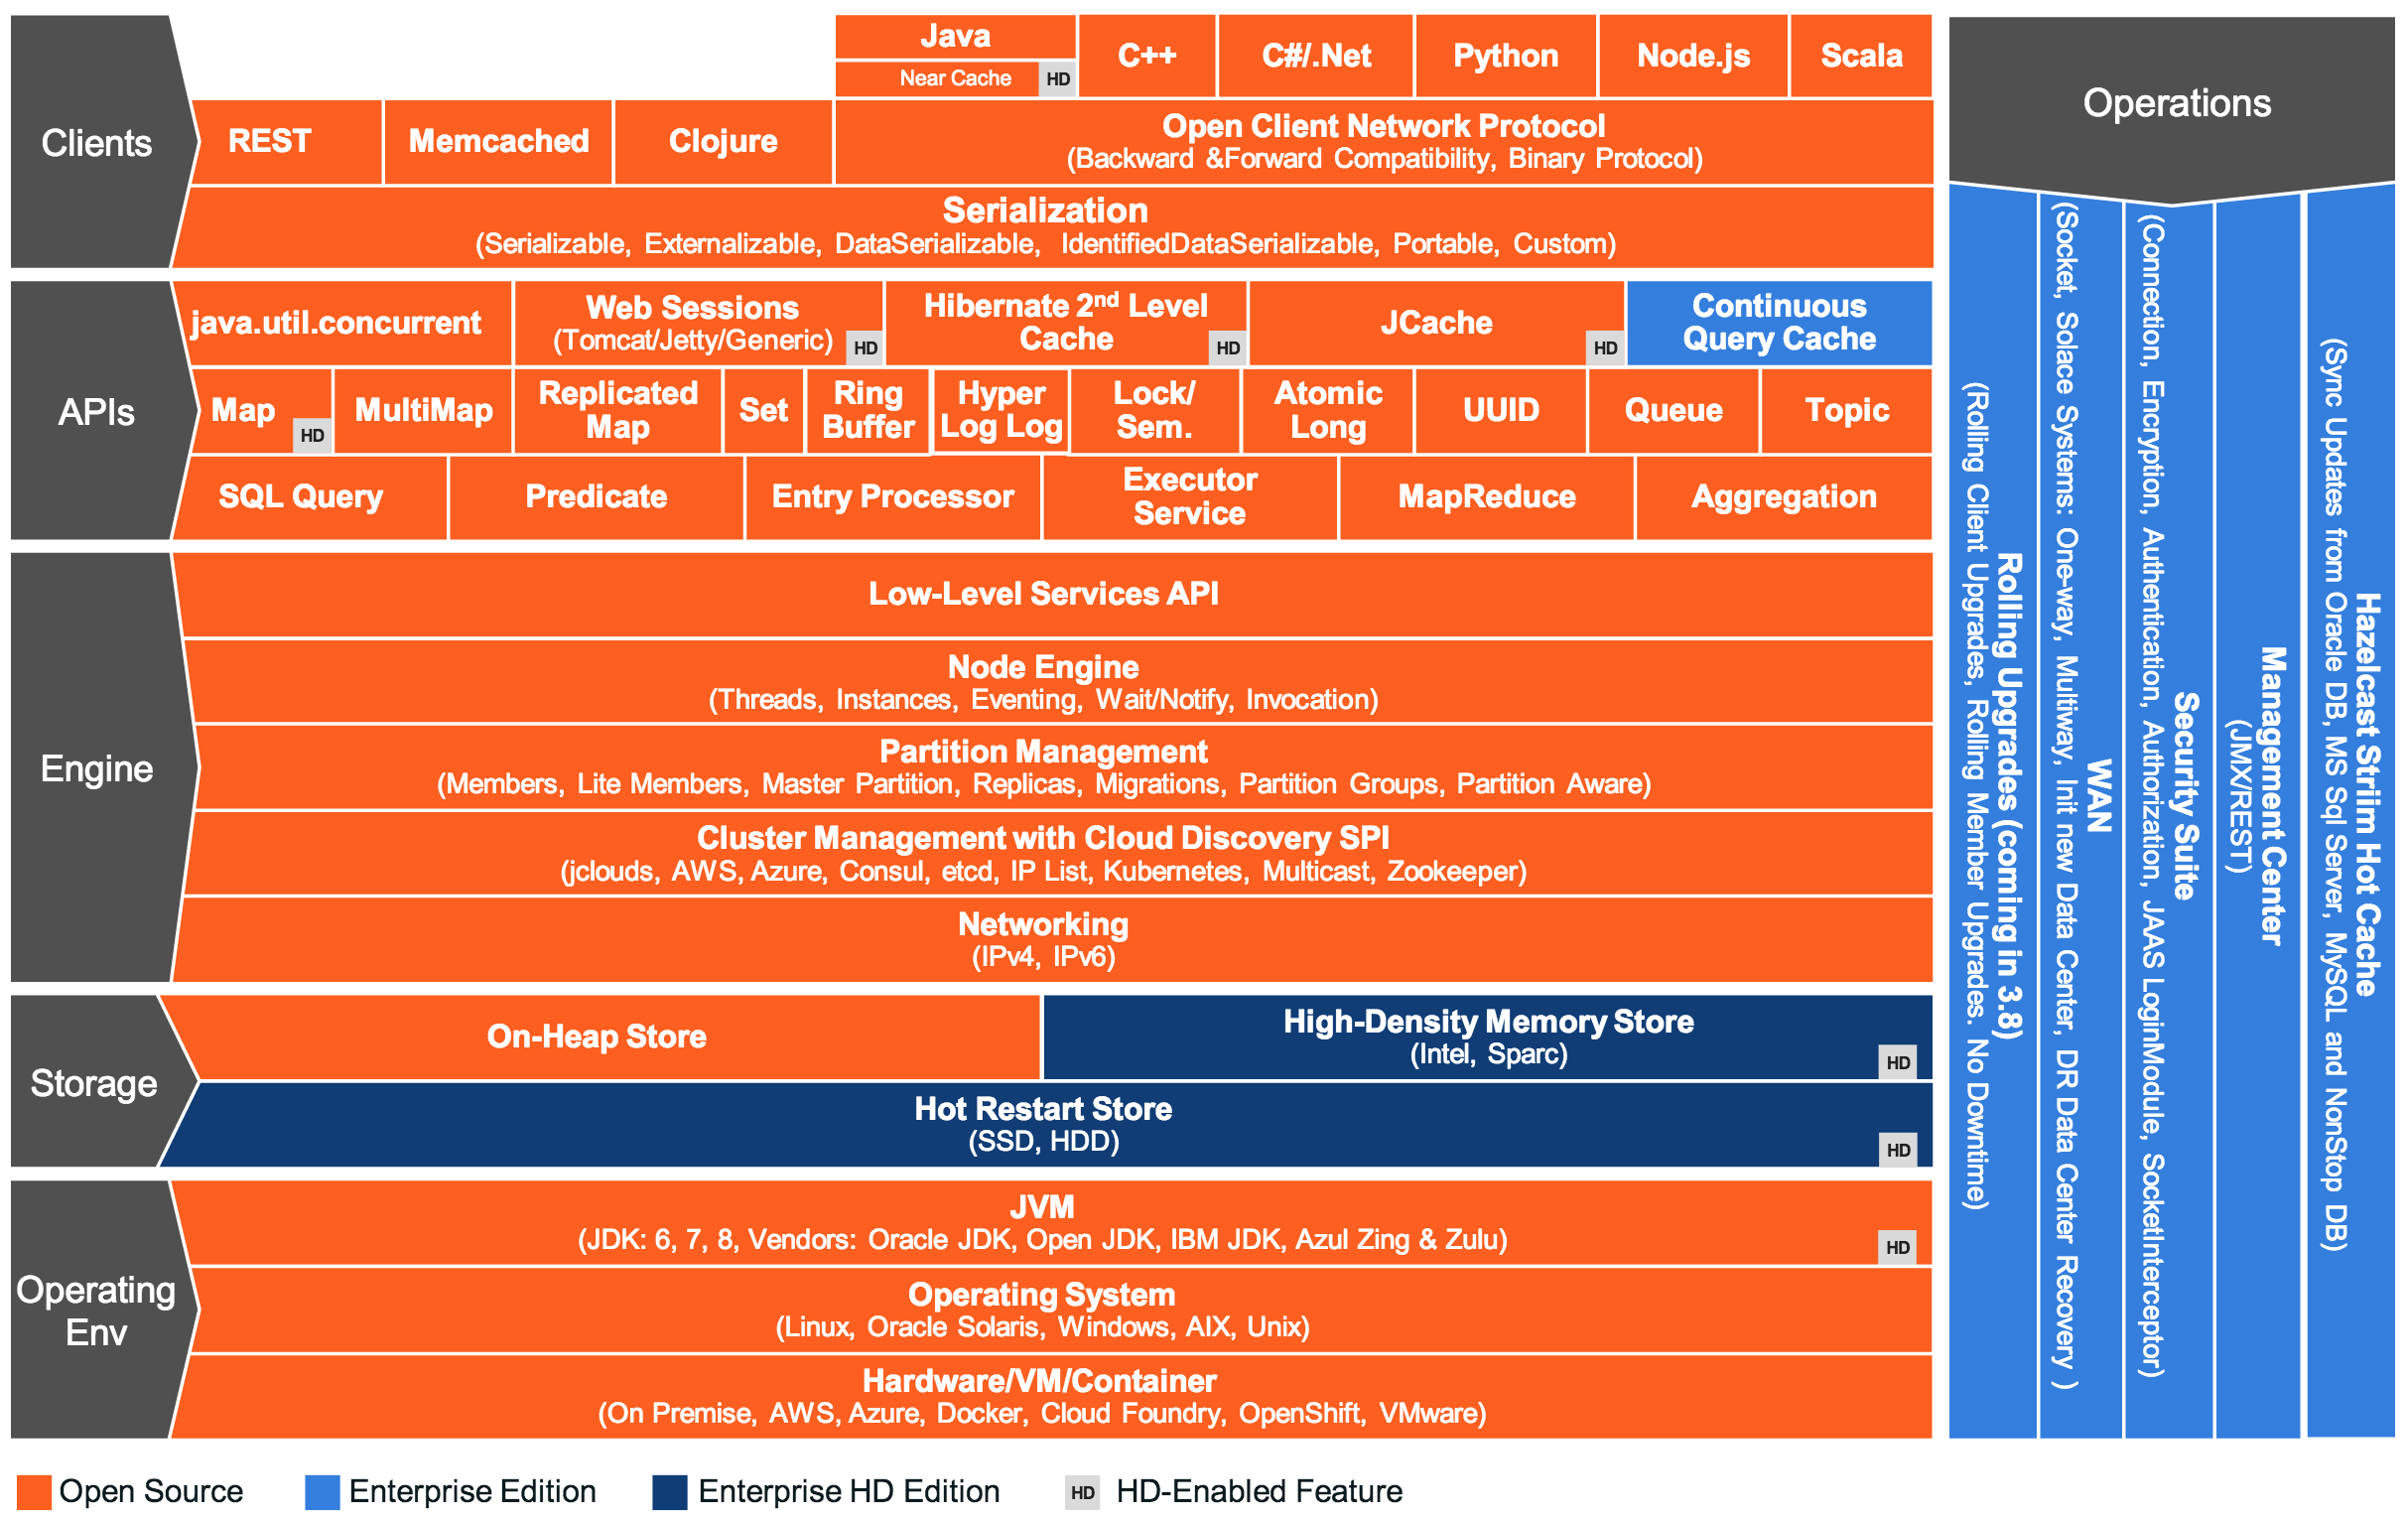 Clients
Java
Near Cache
HD
C++
C#/.Net
Python
Node.js
Scala
REST
Memcached
Clojure
Open Client Network Protocol
(Backward &Forward Compatibility, Binary Protocol)
Serialization
(Serializable, Externalizable, DataSerializable, IdentifiedDataSerializable, Portable, Custom)
APIs
java.util.concurrent
Web Sessions
(Tomcat/Jetty/Generic)
HD
Hibernate 2nd Level
Cache
HD
JCache
HD
Continuous
Query Cache
Map
HD
MultiMap
Replicated
Map
Set
Ring
Buffer
Hyper
Log Log
Lock/
Sem.
Atomic
Long
UUID
Queue
Topic
SQL Query
Predicate
Entry Processor
Executor
Service
MapReduce
Aggregation
Engine
Low-Level Services API
Node Engine
(Threads, Instances, Eventing, Wait/Notify, Invocation)
Partition Management
(Members, Lite Members, Master Partition, Replicas, Migrations, Partition Groups, Partition Aware)
Cluster Management with Cloud Discovery SPI
(jclouds, AWS, Azure, Consul, etcd, IP List, Kubernetes, Multicast, Zookeeper)
Networking
(IPv4, IPv6)
Storage
On-Heap Store
High-Density Memory Store
(Intel, Sparc)
HD
Hot Restart Store
(SSD, HDD)
HD
Operating
Env
JVM
(JDK: 6, 7, 8, Vendors: Oracle JDK, Open JDK, IBM JDK, Azul Zing & Zulu)
HD
Operating System
(Linux, Oracle Solaris, Windows, AIX, Unix)
Hardware/VM/Container
(On Premise, AWS, Azure, Docker, Cloud Foundry, OpenShift, VMware)
Operations
Rolling Upgrades (coming in 3.8)
(Rolling Client Upgrades, Rolling Member Upgrades. No Downtime)
WAN
(Socket, Solace Systems: One-way, Multiway, Init new Data Center, DR Data Center Recovery )
Security Suite
(Connection, Encryption, Authentication, Authorization, JAAS LoginModule, SocketInterceptor)
Management Center
(JMX/REST)
Hazelcast Striim Hot Cache
(Sync Updates from Oracle DB, MS Sql Server, MySQL and NonStop DB)
Open Source
Enterprise Edition
Enterprise HD Edition
HD
HD-Enabled Feature